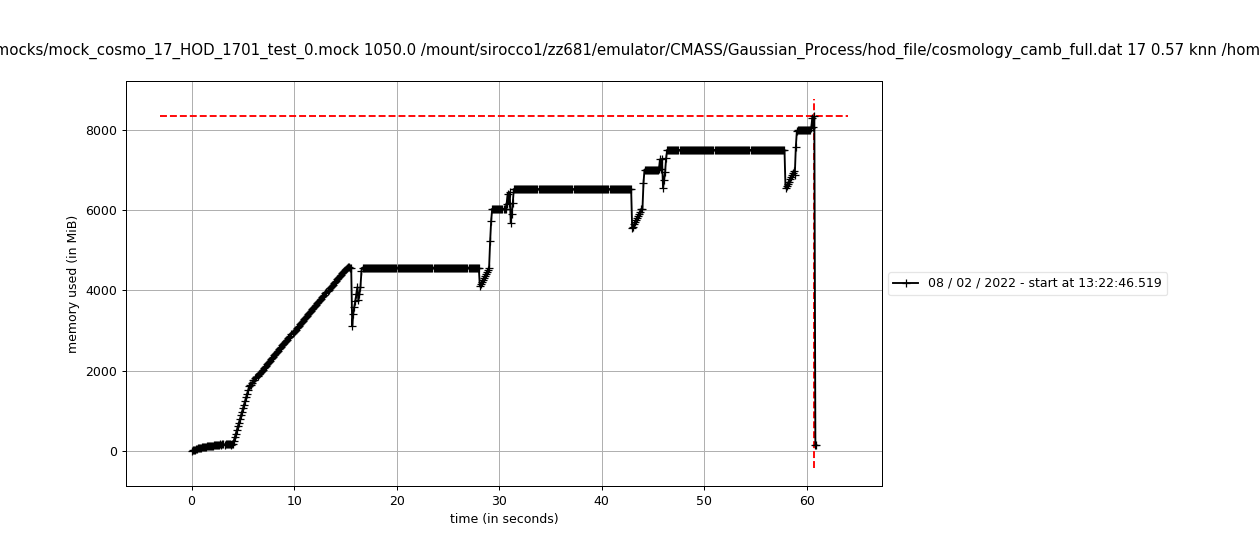 mocks/mock_cosmo_17_HOD_1701_test_0.mock 1050.0 /mount/sirocco1/zz681/emulator/CMASS/Gaussian_Process/hod_file/cosmology_camb_full.dat 17 0.57 knn /hom
8000
6000
4000
2000
0
memory used (in MiB)
0 10 20 30 40 50 60
time (in seconds)
08 / 02 / 2022 - start at 13:22:46.519